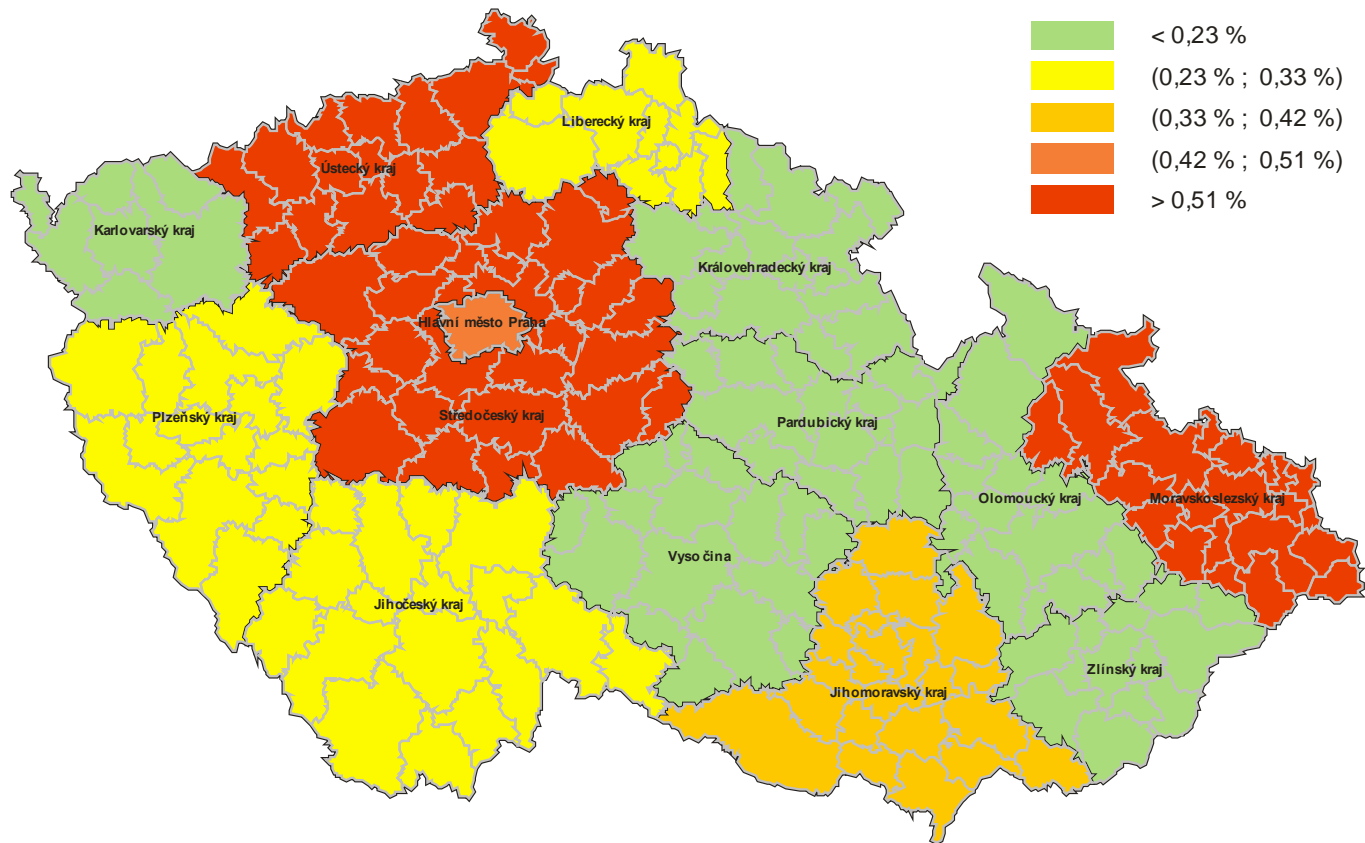 < 0,23 %
(0,23 % ; 0,33 %)
(0,33 % ; 0,42 %)
(0,42 % ; 0,51 %)
> 0,51 %
Liberecký kraj
Ústecký kraj
Karlovarský kraj
Královehradecký kraj
Hlavní město Praha
Plzeňský kraj
Středočeský kraj
Pardubický kraj
Olomoucký kraj
Moravskoslezský kraj
Vyso čina
Jihočeský kraj
Zlínský kraj
Jihomoravský kraj